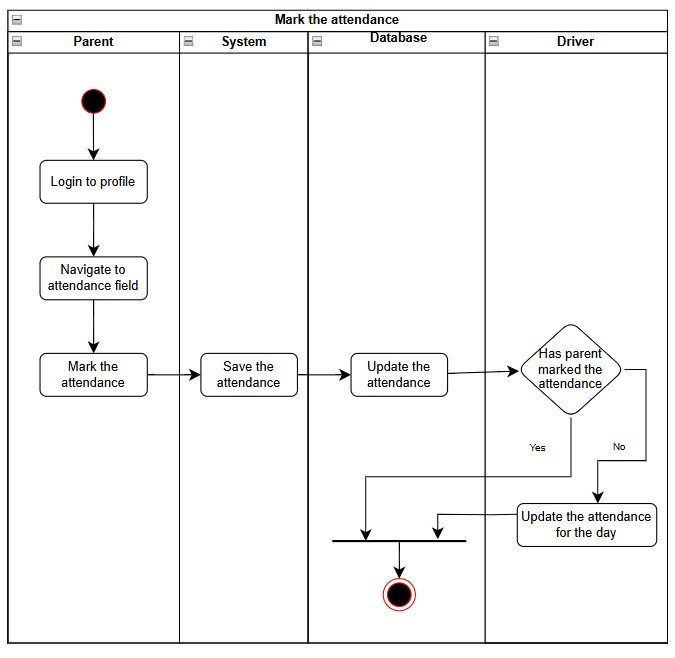 Mark the attendance
Parent
System
Database
Driver
Login to profile
Navigate to
attendance field
Mark the
attendance
Save the
attendance
Update the
attendance
Has parent
marked the
attendance
Yes
No
Update the attendance
for the day